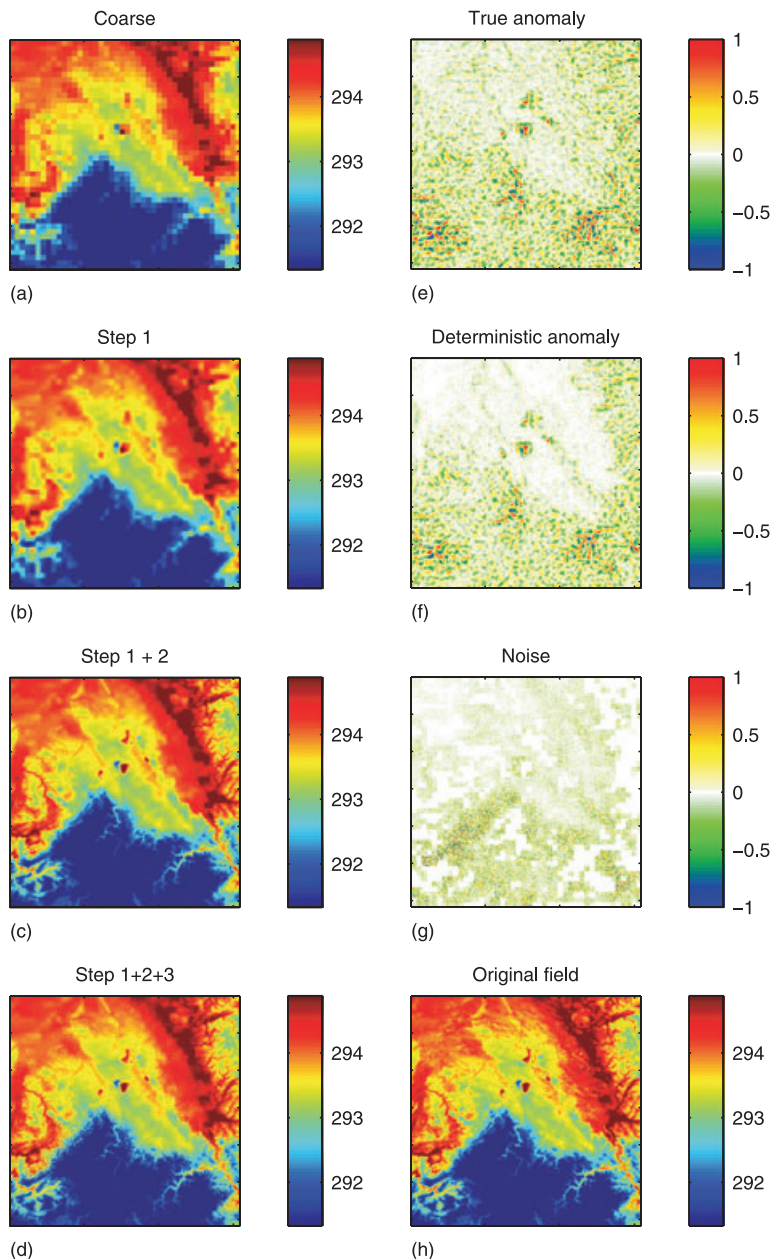 Coarse
294
293
292
(a)
True anomaly
1
0.5
0
−0.5
−1
(e)
Step 1
294
293
292
(b)
Deterministic anomaly
1
0.5
0
−0.5
−1
(f)
Step 1 + 2
294
293
292
(c)
Noise
1
0.5
0
−0.5
−1
(g)
Step 1+2+3
294
293
292
(d)
Original field
294
293
292
(h)